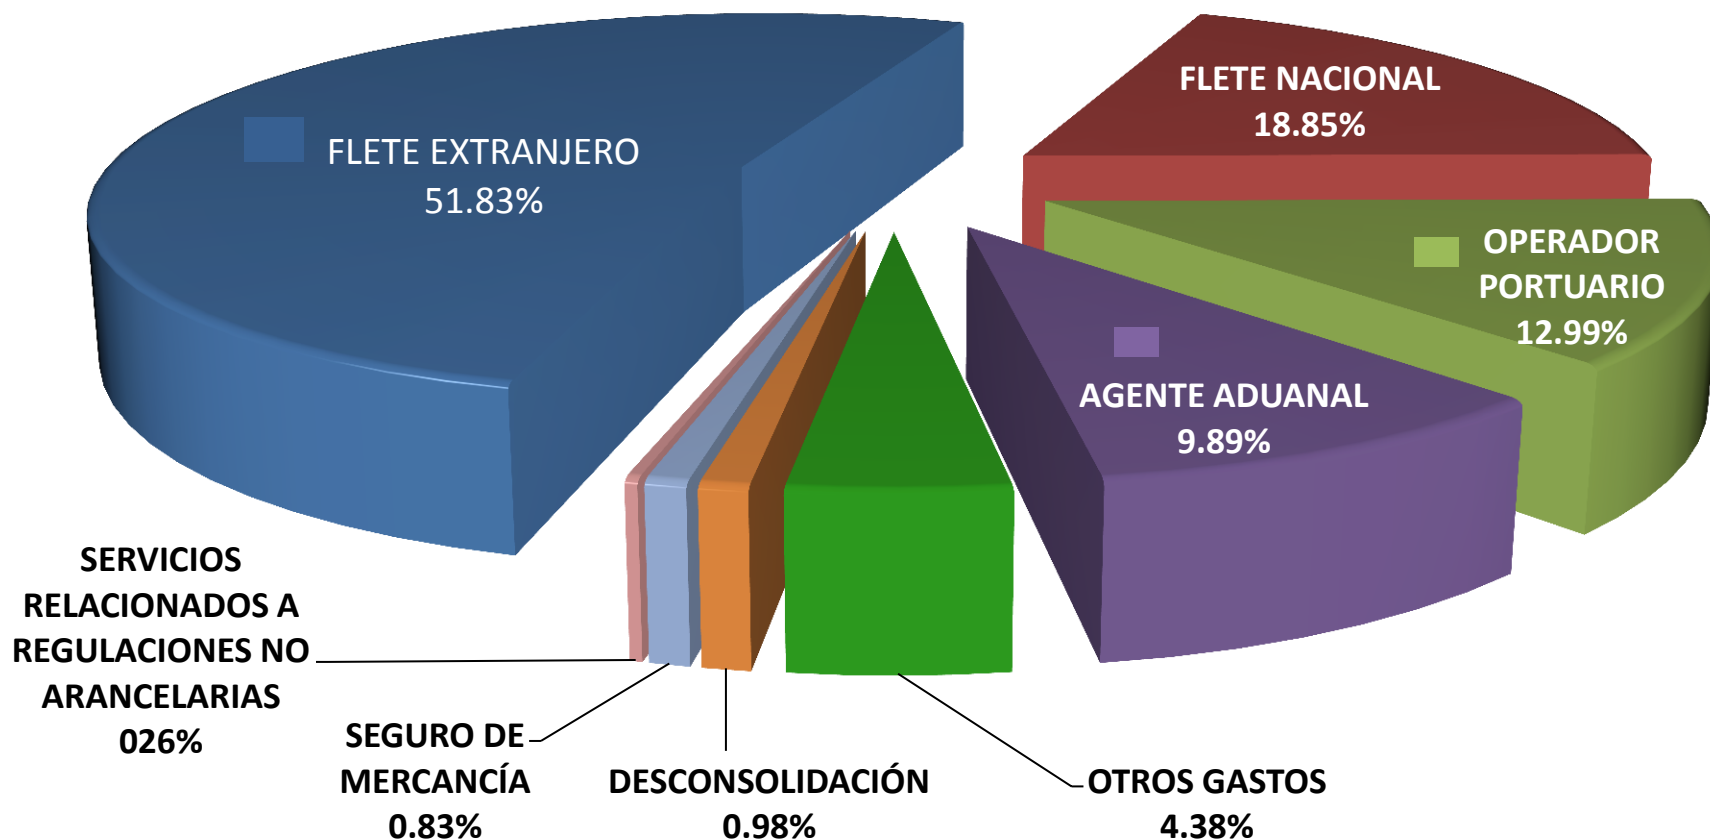 FLETE EXTRANJERO
51.83%
FLETE NACIONAL
18.85%
OPERADOR
PORTUARIO
12.99%
AGENTE ADUANAL
9.89%
SERVICIOS
RELACIONADOS A
REGULACIONES NO
ARANCELARIAS
026%
SEGURO DE
MERCANCÍA
0.83%
DESCONSOLIDACIÓN
0.98%
OTROS GASTOS
4.38%